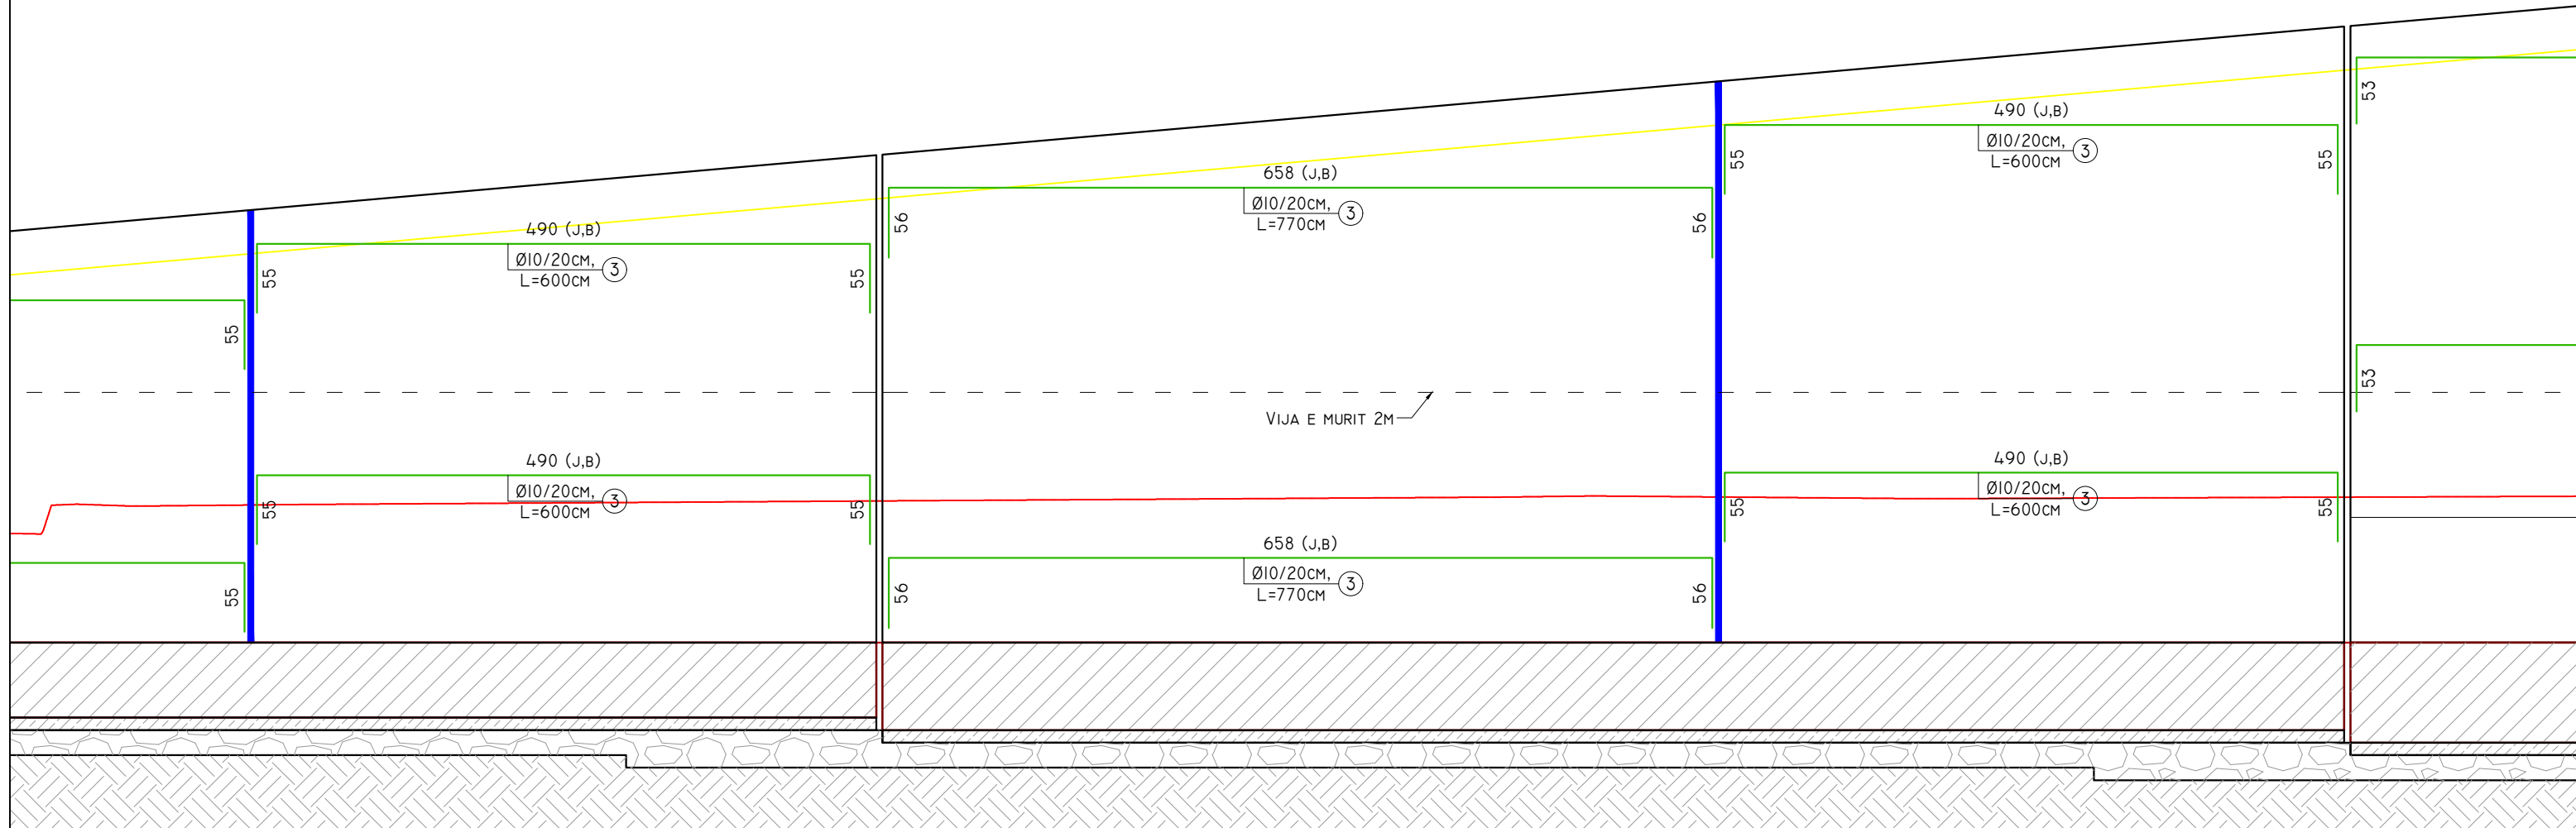 53
490 (J,B)
Ø10/20CM,
L=600CM
3
55
55
658 (J,B)
Ø10/20CM,
L=770CM
3
56
56
490 (J,B)
Ø10/20CM,
L=600CM
3
55
55
55
53
VIJA E MURIT 2M
490 (J,B)
Ø10/20CM,
L=600CM
3
55
55
490 (J,B)
Ø10/20CM,
L=600CM
3
55
55
658 (J,B)
Ø10/20CM,
L=770CM
3
56
56
55